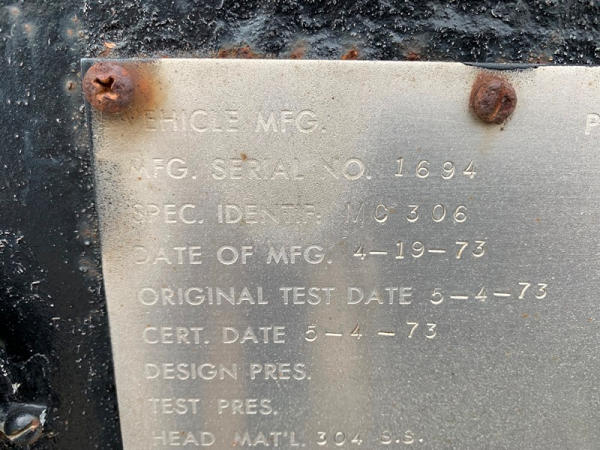 VEHICLE MFG. P
MFG. SERIAL NO. 1694
SPEC. IDENTIF: MC 306
DATE OF MFG. 4-19-73
ORIGINAL TEST DATE 5-4-73
CERT. DATE 5-4-73
DESIGN PRES.
TEST PRES.
HEAD MAT'L. 304 S.S.